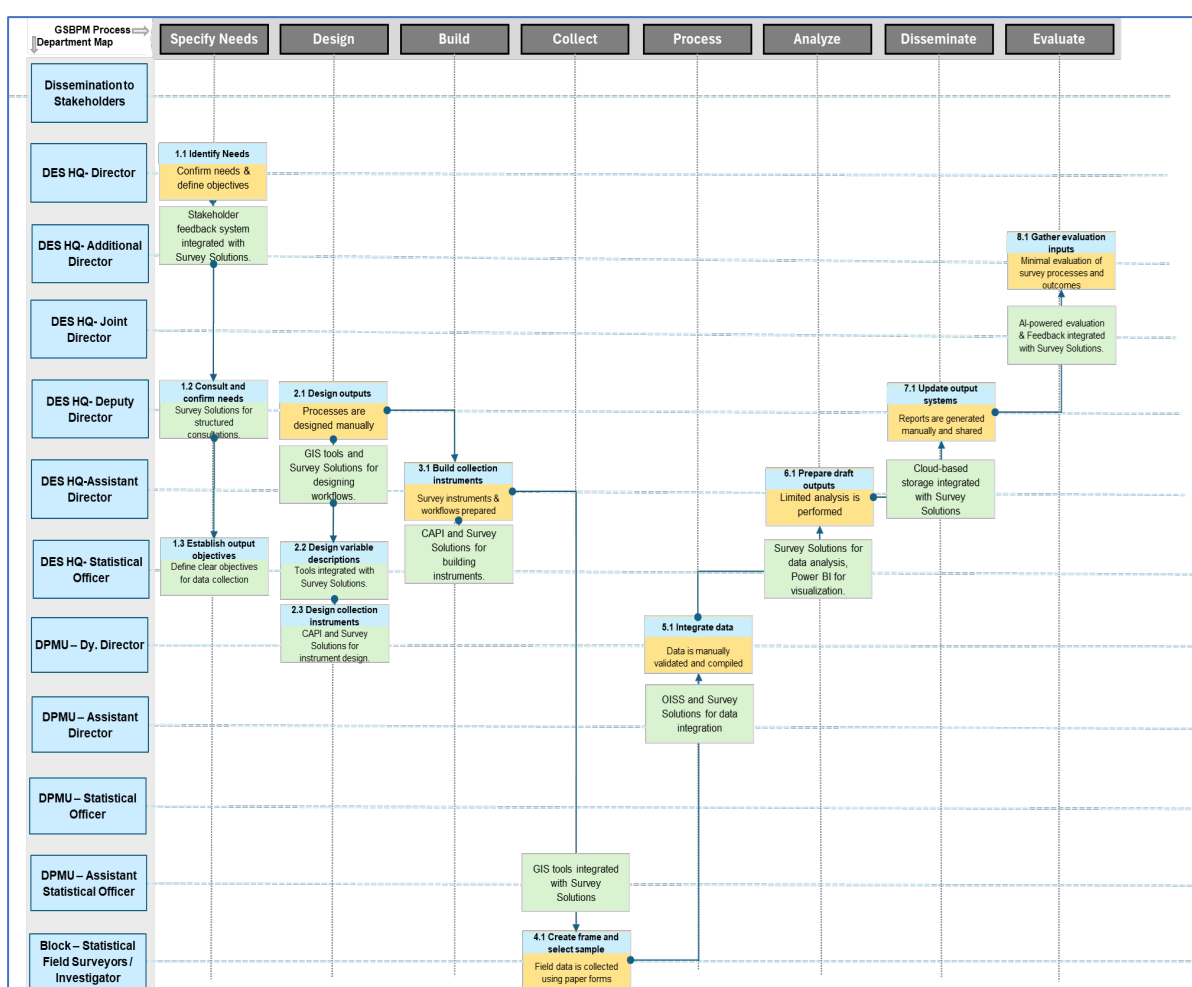 GSBPM Process
Department Map
Specify Needs
Design
Build
Collect
Process
Analyze
Disseminate
Evaluate
Dissemination to
Stakeholders
DES HQ- Director
1.1 Identify Needs
Confirm needs &
define objectives
Stakeholder
feedback system
integrated with
Survey Solutions.
DES HQ- Additional
Director
8.1 Gather evaluation
inputs
Minimal evaluation of
survey processes and
outcomes
DES HQ- Joint
Director
AI-powered evaluation
& Feedback integrated
with Survey Solutions.
DES HQ- Deputy
Director
1.2 Consult and
confirm needs
Survey Solutions for
structured
consultations.
2.1 Design outputs
Processes are
designed manually
GIS tools and
Survey Solutions for
designing
workflows.
7.1 Update output
systems
Reports are generated
manually and shared
DES HQ-Assistant
Director
3.1 Build collection
instruments
Survey instruments &
workflows prepared
CAPI and Survey
Solutions for
building
instruments.
6.1 Prepare draft
outputs
Limited analysis is
performed
Cloud-based
storage integrated
with Survey
Solutions
DES HQ- Statistical
Officer
1.3 Establish output
objectives
Define clear objectives
for data collection
2.2 Design variable
descriptions
Tools integrated with
Survey Solutions.
Survey Solutions for
data analysis,
Power BI for
visualization.
DPMU – Dy. Director
2.3 Design collection
instruments
CAPI and Survey
Solutions for
instrument design.
5.1 Integrate data
Data is manually
validated and compiled
DPMU – Assistant
Director
OISS and Survey
Solutions for data
integration
DPMU – Statistical
Officer
DPMU – Assistant
Statistical Officer
GIS tools integrated
with Survey
Solutions
Block – Statistical
Field Surveyors /
Investigator
4.1 Create frame and
select sample
Field data is collected
using paper forms